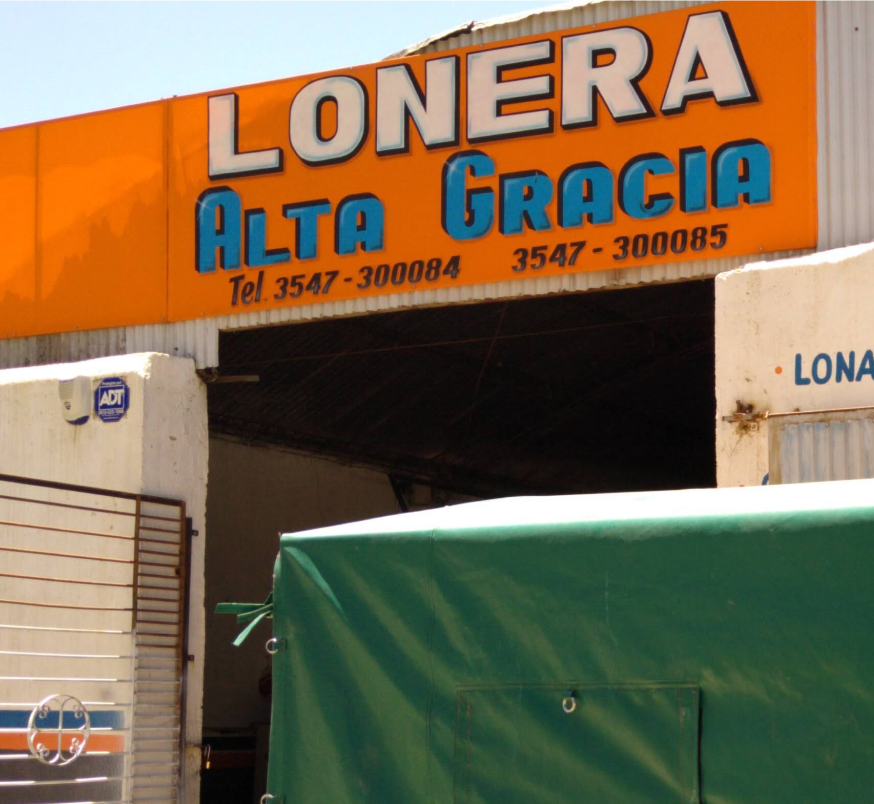 LONERA
ALTA GRACIA
Tel. 3547-300084 3547-300085
ADT
LONA